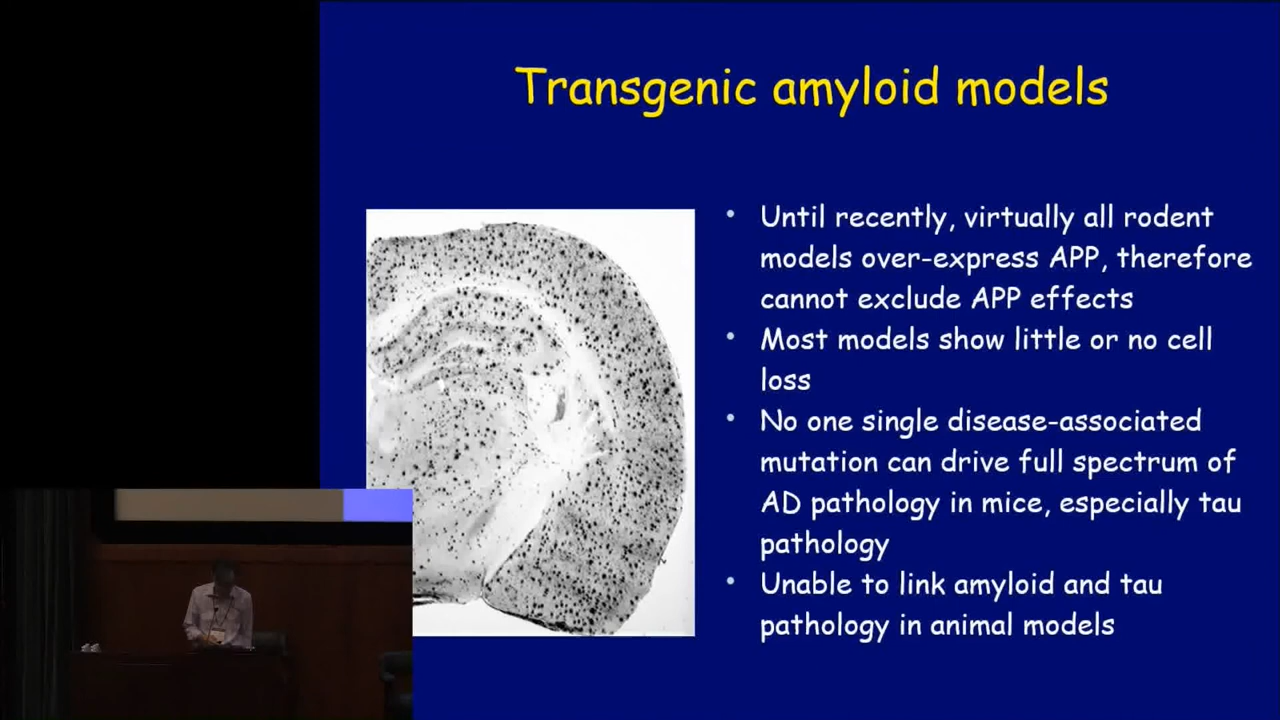 Transgenic amyloid models
• Until recently, virtually all rodent
models over-express APP, therefore
cannot exclude APP effects
• Most models show little or no cell
loss
• No one single disease-associated
mutation can drive full spectrum of
AD pathology in mice, especially tau
pathology
• Unable to link amyloid and tau
pathology in animal models